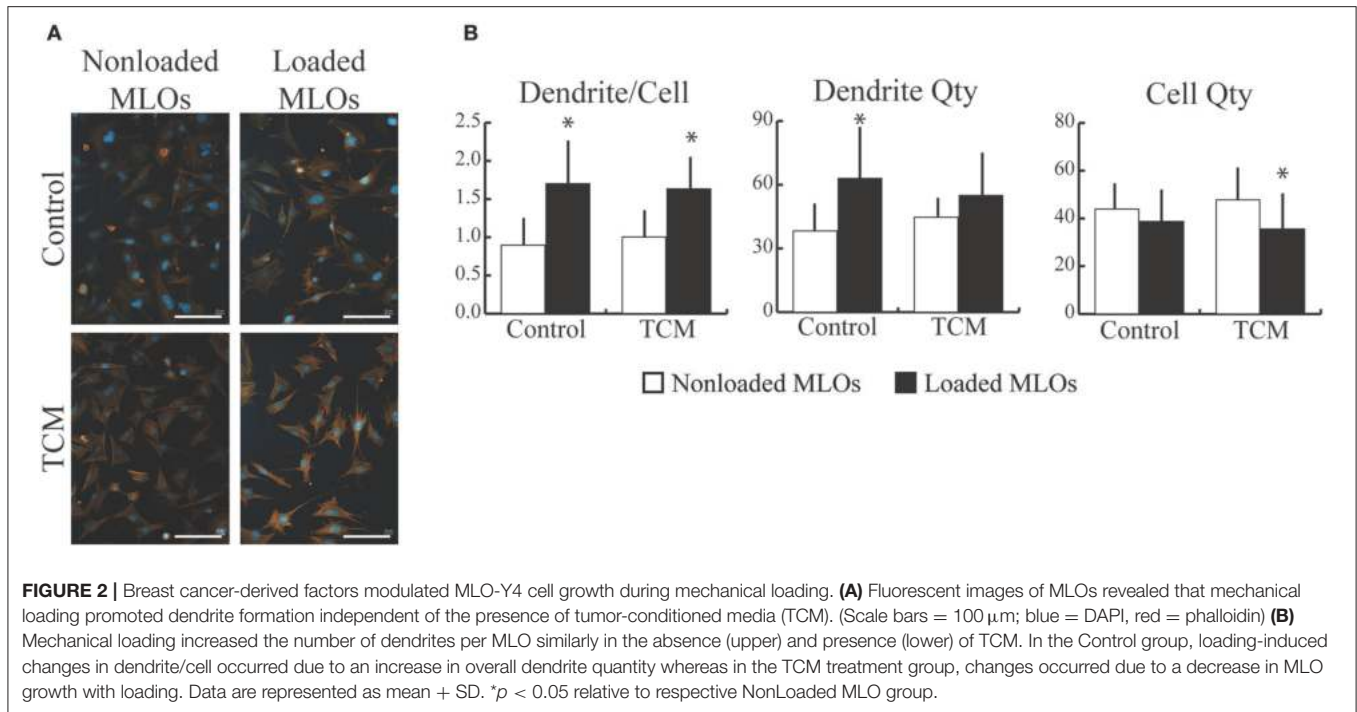 A
Nonloaded MLOs
Loaded MLOs
Control
TCM
B
Dendrite/Cell
2.5
2.0
1.5
1.0
0.5
0.0
*
*
Control
TCM
Dendrite Qty
90
60
30
0
*
Control
TCM
Cell Qty
80
60
40
20
0
*
Control
TCM
Nonloaded MLOs
Loaded MLOs
FIGURE 2 | Breast cancer-derived factors modulated MLO-Y4 cell growth during mechanical loading. (A) Fluorescent images of MLOs revealed that mechanical
loading promoted dendrite formation independent of the presence of tumor-conditioned media (TCM). (Scale bars = 100 μm; blue = DAPI, red = phalloidin) (B)
Mechanical loading increased the number of dendrites per MLO similarly in the absence (upper) and presence (lower) of TCM. In the Control group, loading-induced
changes in dendrite/cell occurred due to an increase in overall dendrite quantity whereas in the TCM treatment group, changes occurred due to a decrease in MLO
growth with loading. Data are represented as mean + SD. *p < 0.05 relative to respective NonLoaded MLO group.